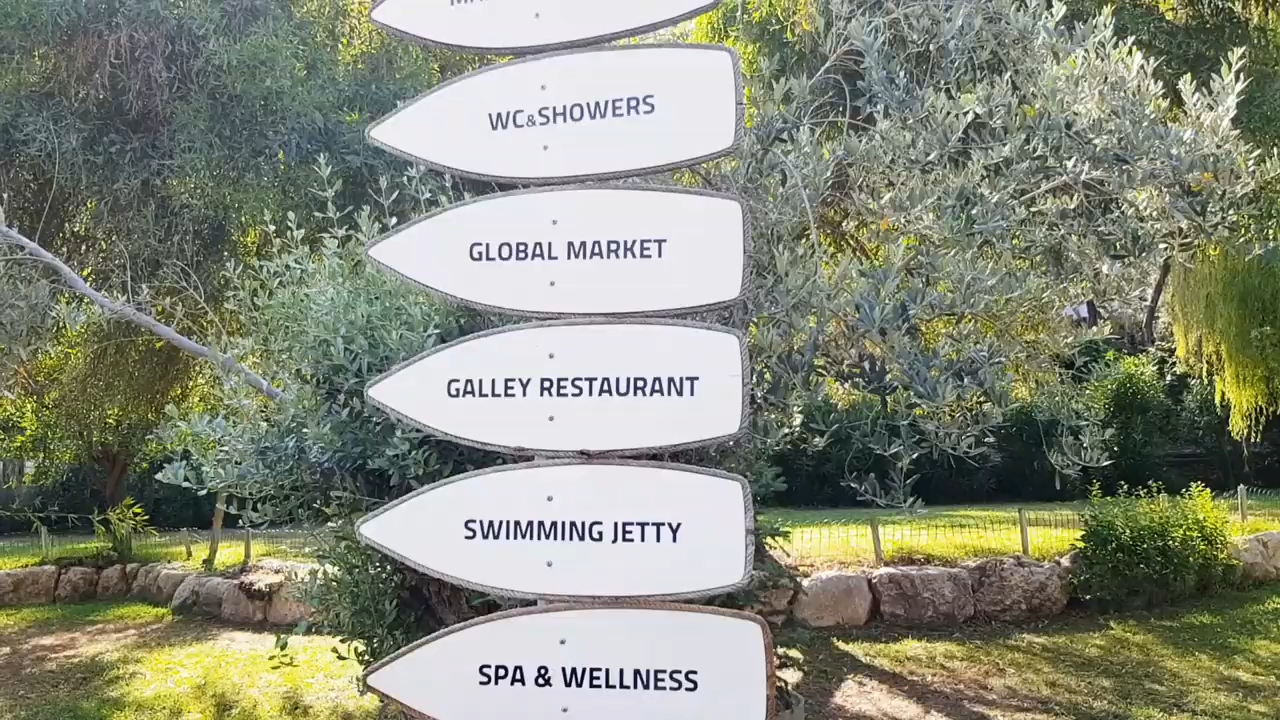 WC&SHOWERS
GLOBAL MARKET
GALLEY RESTAURANT
SWIMMING JETTY
SPA & WELLNESS